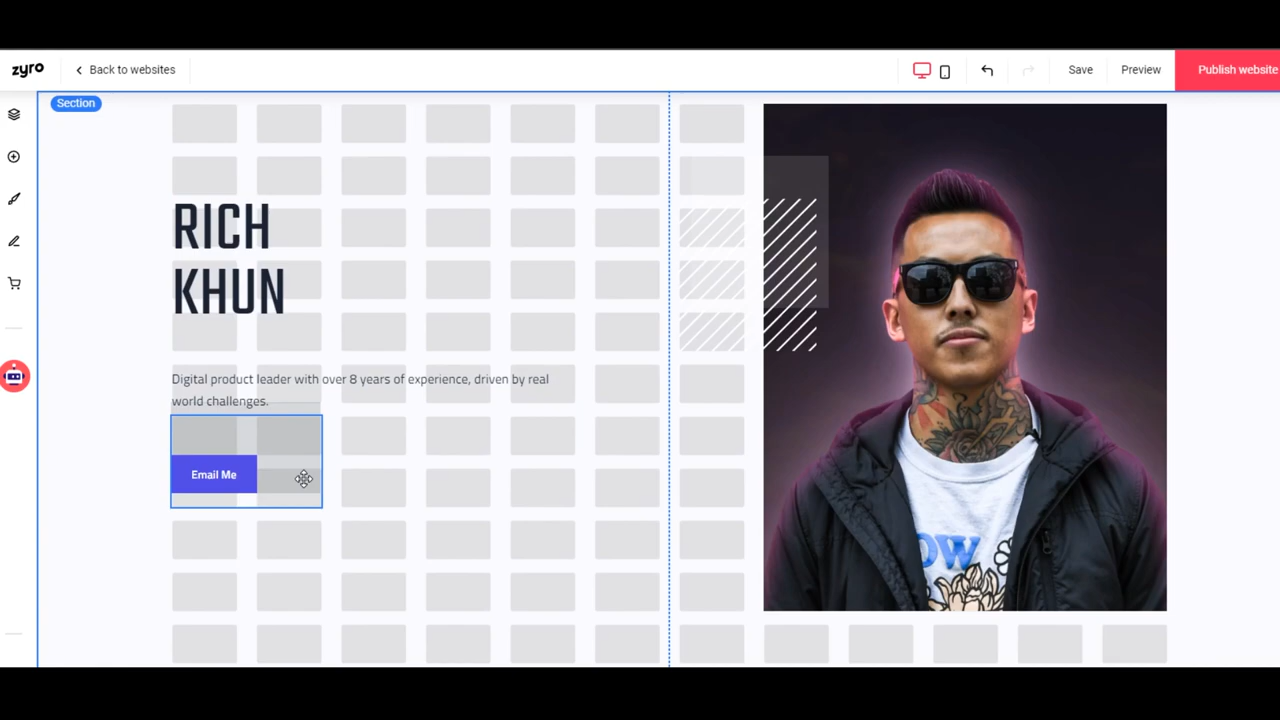 zyro
Back to websites
Save
Preview
Publish website
Section
RICH
KHUN
Digital product leader with over 8 years of experience, driven by real
world challenges.
Email Me
OW